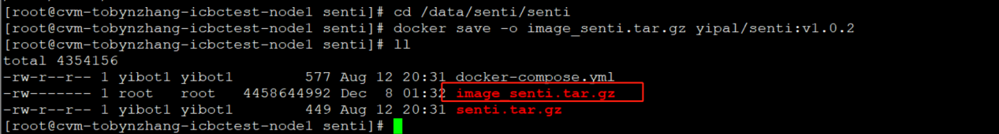 [root@cvm-tobynzhang-icbctest-node1 senti]# cd /data/senti/senti
[root@cvm-tobynzhang-icbctest-node1 senti]# docker save -o image_senti.tar.gz yipal/senti:v1.0.2
[root@cvm-tobynzhang-icbctest-node1 senti]# ll
total 4354156
-rw-r--r-- 1 yibot1 yibot1        577 Aug 12 20:31 docker-compose.yml
-rw------- 1 root   root   4458644992 Dec  8 01:32 image_senti.tar.gz
-rw-r--r-- 1 yibot1 yibot1        449 Aug 12 20:31 senti.tar.gz
[root@cvm-tobynzhang-icbctest-node1 senti]#